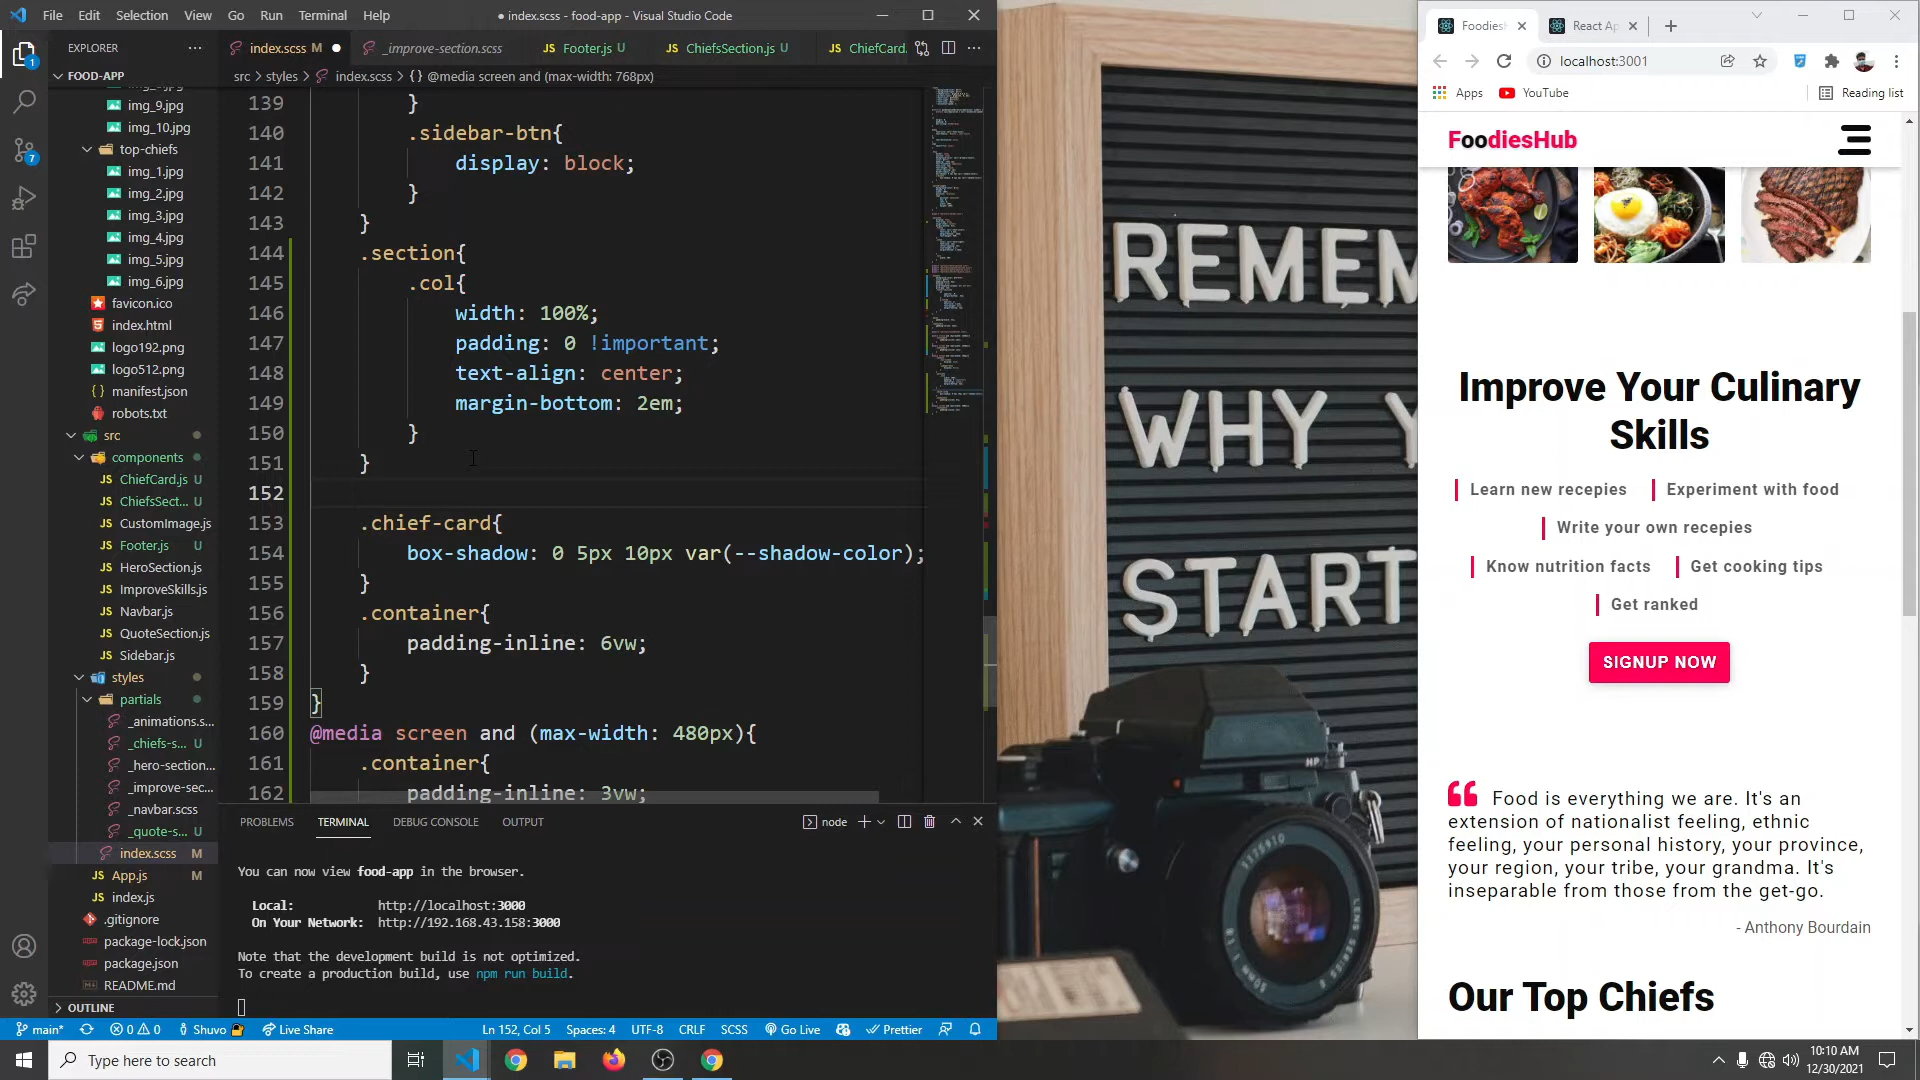 File Edit Selection View Go Run Terminal Help
● index.scss - food-app - Visual Studio Code
EXPLORER
FOOD-APP
img_9.jpg
img_10.jpg
top-chiefs
img_1.jpg
img_2.jpg
img_3.jpg
img_4.jpg
img_5.jpg
img_6.jpg
favicon.ico
index.html
logo192.png
logo512.png
manifest.json
robots.txt
src
components
ChiefCard.js U
ChiefsSect... U
CustomImage.js
Footer.js U
HeroSection.js
ImproveSkills.js
Navbar.js
QuoteSection.js
Sidebar.js
styles
partials
_animations.s...
_chiefs-s... U
_hero-section...
_improve-sec...
_navbar.scss
_quote-s... U
index.scss M
App.js M
index.js
.gitignore
package-lock.json
package.json
README.md
OUTLINE
index.scss M ● _improve-section.scss Footer.js U ChiefsSection.js U ChiefCard.
src > styles > index.scss > {} @media screen and (max-width: 768px)
139 }
140 .sidebar-btn{
141 display: block;
142 }
143 }
144 .section{
145 .col{
146 width: 100%;
147 padding: 0 !important;
148 text-align: center;
149 margin-bottom: 2em;
150 }
151 }
152
153 .chief-card{
154 box-shadow: 0 5px 10px var(--shadow-color);
155 }
156 .container{
157 padding-inline: 6vw;
158 }
159 }
160 @media screen and (max-width: 480px){
161 .container{
162 padding-inline: 3vw;
PROBLEMS TERMINAL DEBUG CONSOLE OUTPUT
node
You can now view food-app in the browser.
Local: http://localhost:3000
On Your Network: http://192.168.43.158:3000
Note that the development build is not optimized.
To create a production build, use npm run build.
main* 0 0 Shuvo Live Share Ln 152, Col 5 Spaces: 4 UTF-8 CRLF SCSS Go Live Prettier
REMEM
WHY Y
START
Foodies React Ap
localhost:3001
Apps YouTube Reading list
FoodiesHub
Improve Your Culinary
Skills
Learn new recepies Experiment with food
Write your own recepies
Know nutrition facts Get cooking tips
Get ranked
SIGNUP NOW
Food is everything we are. It's an
extension of nationalist feeling, ethnic
feeling, your personal history, your province,
your region, your tribe, your grandma. It's
inseparable from those from the get-go.
- Anthony Bourdain
Our Top Chiefs
Type here to search
10:10 AM
12/30/2021